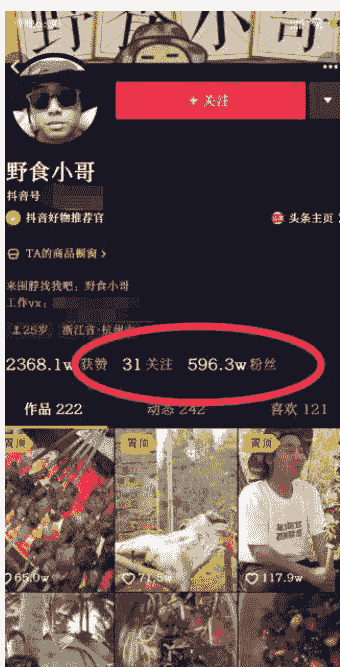 野食小哥
关注
野食小哥
抖音号
抖音好物推荐官 头条主页
TA的商品橱窗 >
来围脖找我吧：野食小哥
工作vx：
25岁 浙江省·杭州
2368.1w 获赞 31 关注 596.3w 粉丝
作品 222 动态 242 喜欢 121
置顶 置顶 置顶
65.0w 71.5w 117.9w